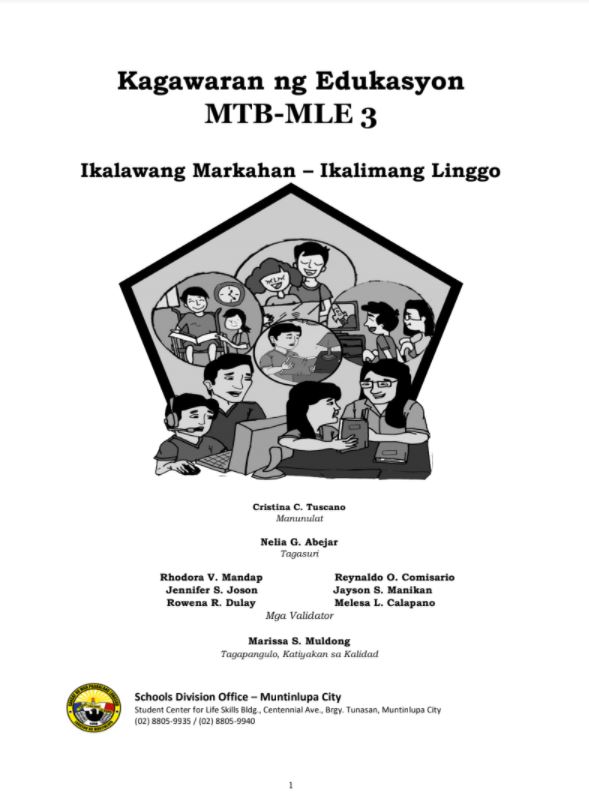 Kagawaran ng Edukasyon
MTB-MLE 3
Ikalawang Markahan – Ikalimang Linggo
Cristina C. Tuscano
Manunulat
Nelia G. Abejar
Tagasuri
Rhodora V. Mandap
Reynaldo O. Comisario
Jennifer S. Joson
Jayson S. Manikan
Rowena R. Dulay
Melesa L. Calapano
Mga Validator
Marissa S. Muldong
Tagapangulo, Katiyakan sa Kalidad
Schools Division Office – Muntinlupa City
Student Center for Life Skills Bldg., Centennial Ave., Brgy. Tunasan, Muntinlupa City
(02) 8805-9935 / (02) 8805-9940
1